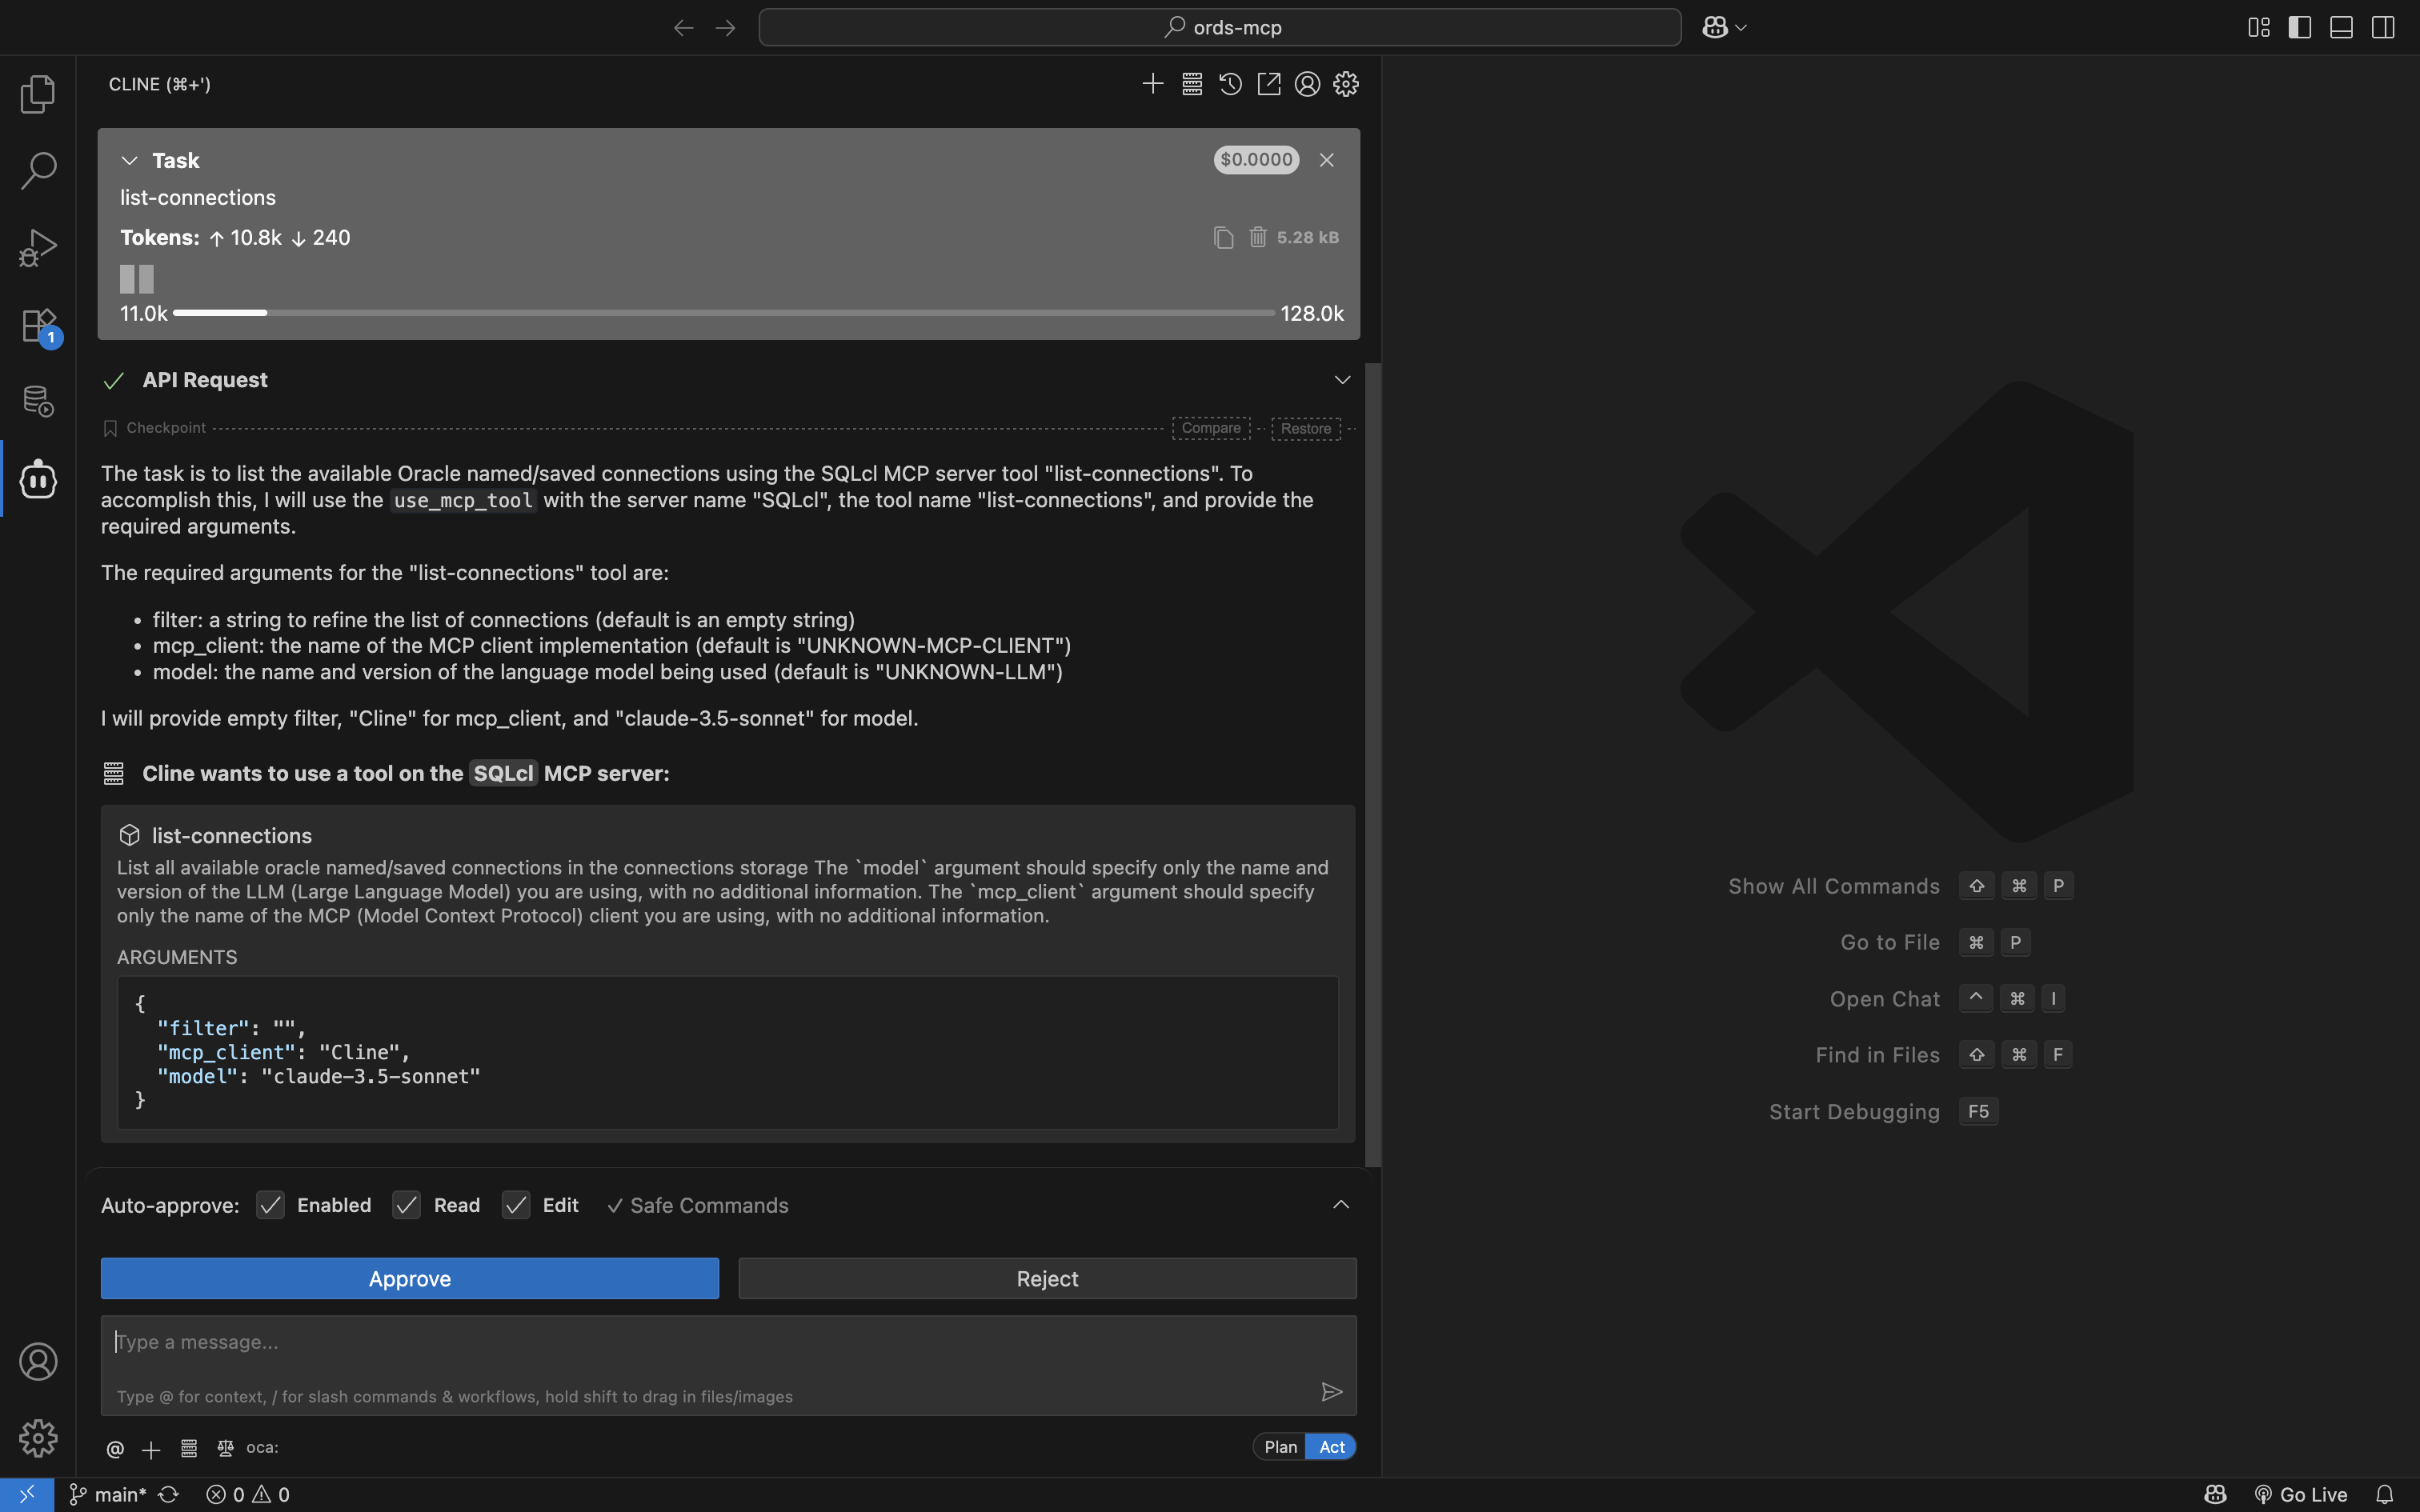 ords-mcp
CLINE (⌘+')
Task
$0.0000
list-connections
Tokens: ↑ 10.8k ↓ 240
5.28 kB
11.0k
128.0k
API Request
1
Checkpoint
Compare
Restore
The task is to list the available Oracle named/saved connections using the SQLcl MCP server tool "list-connections". To
accomplish this, I will use the use_mcp_tool with the server name "SQLcl", the tool name "list-connections", and provide the
required arguments.
The required arguments for the "list-connections" tool are:
• filter: a string to refine the list of connections (default is an empty string)
• mcp_client: the name of the MCP client implementation (default is "UNKNOWN-MCP-CLIENT")
• model: the name and version of the language model being used (default is "UNKNOWN-LLM")
I will provide empty filter, "Cline" for mcp_client, and "claude-3.5-sonnet" for model.
Cline wants to use a tool on the SQLcl MCP server:
list-connections
List all available oracle named/saved connections in the connections storage The `model` argument should specify only the name and
version of the LLM (Large Language Model) you are using, with no additional information. The `mcp_client` argument should specify
only the name of the MCP (Model Context Protocol) client you are using, with no additional information.
ARGUMENTS
{
"filter": "",
"mcp_client": "Cline",
"model": "claude-3.5-sonnet"
}
Auto-approve: Enabled Read Edit ✓ Safe Commands
Approve
Reject
Type a message...
Type @ for context, / for slash commands & workflows, hold shift to drag in files/images
@ oca:
Plan Act
Show All Commands ⇧ ⌘ P
Go to File ⌘ P
Open Chat ^ ⌘ I
Find in Files ⇧ ⌘ F
Start Debugging F5
main* 0 0
Go Live